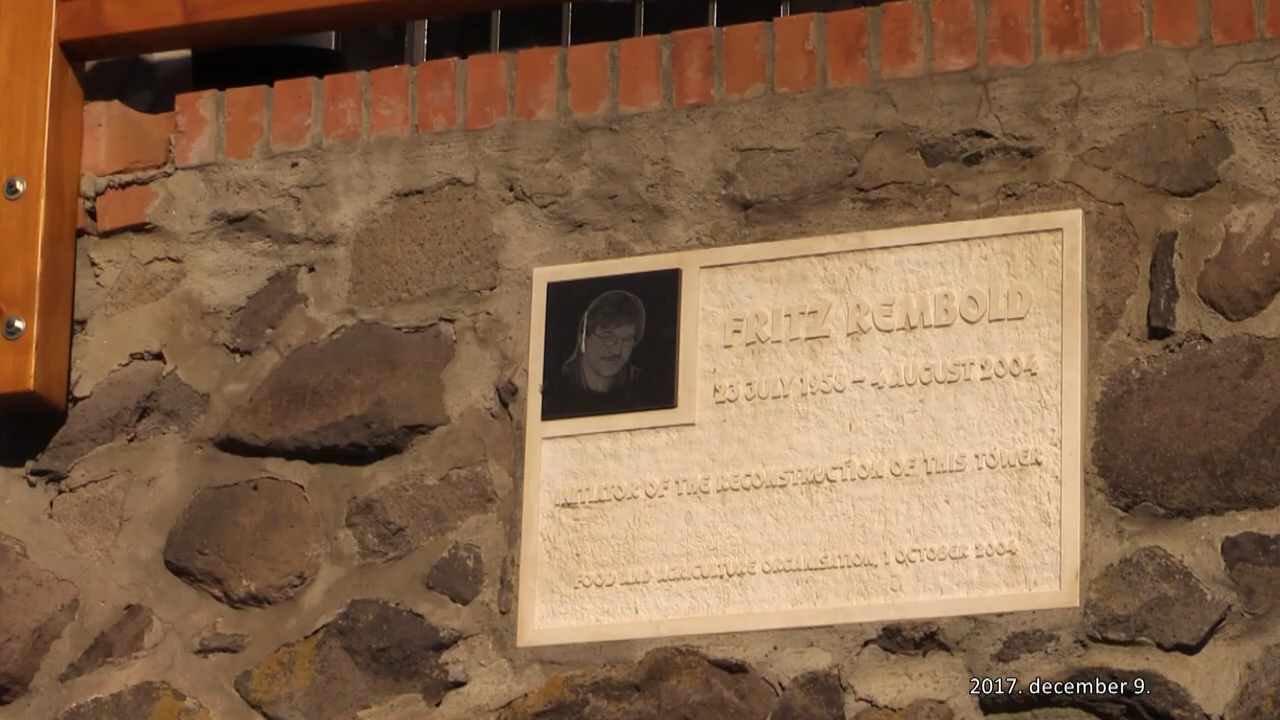 FRITZ REMBOLD
23 JULY 1958 – 4 AUGUST 2004
INITIATOR OF THE RECONSTRUCTION OF THIS TOWER
FOOD AND AGRICULTURE ORGANISATION, 1 OCTOBER 2004
2017. december 9.